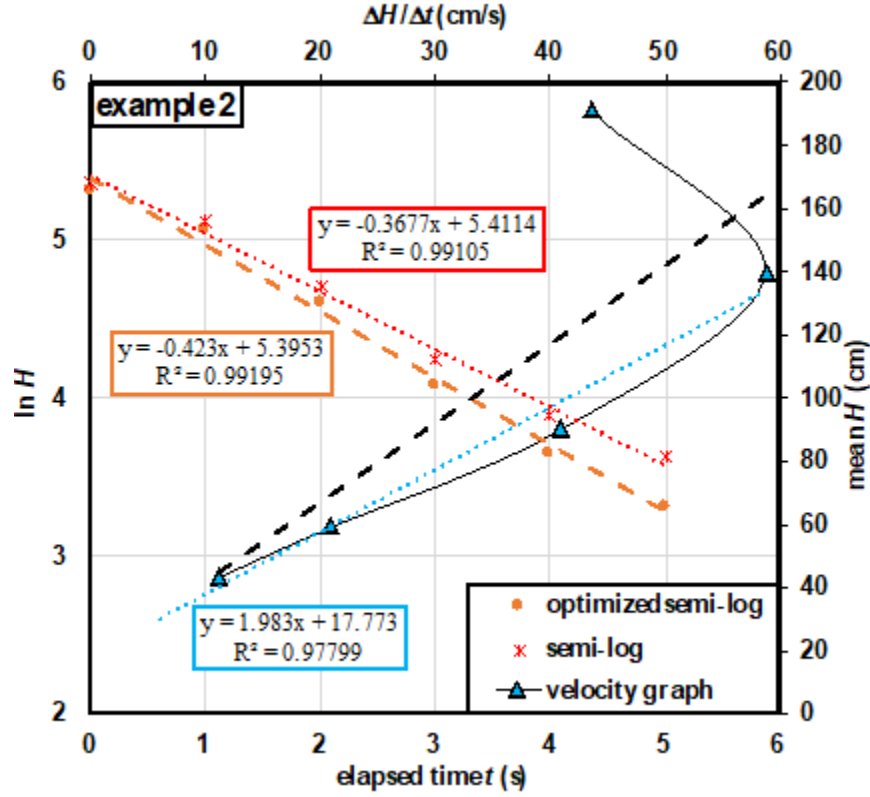 ΔH/Δt (cm/s)
0 10 20 30 40 50 60
6 200
example 2
180
160
5
y = -0.3677x + 5.4114
R² = 0.99105
140
y = -0.423x + 5.3953
R² = 0.99195
120
ln H
4 100
mean H (cm)
80
60
3
40
y = 1.983x + 17.773
R² = 0.97799
optimized semi-log
semi-log
velocity graph
20
2 0
0 1 2 3 4 5 6
elapsed time t (s)